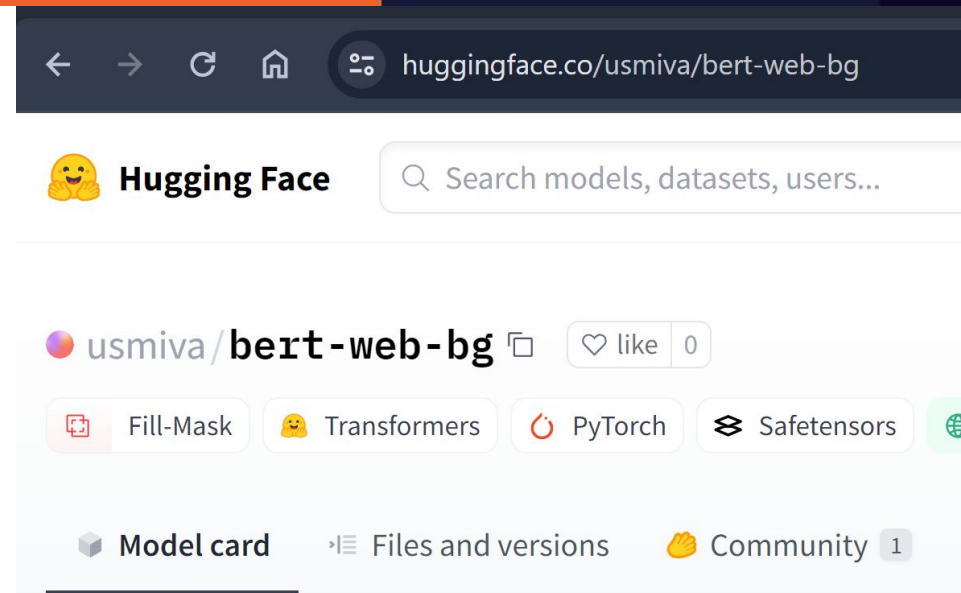 huggingface.co/usmiva/bert-web-bg
Hugging Face Search models, datasets, users...
usmiva/bert-web-bg like 0
Fill-Mask Transformers PyTorch Safetensors
Model card Files and versions Community 1